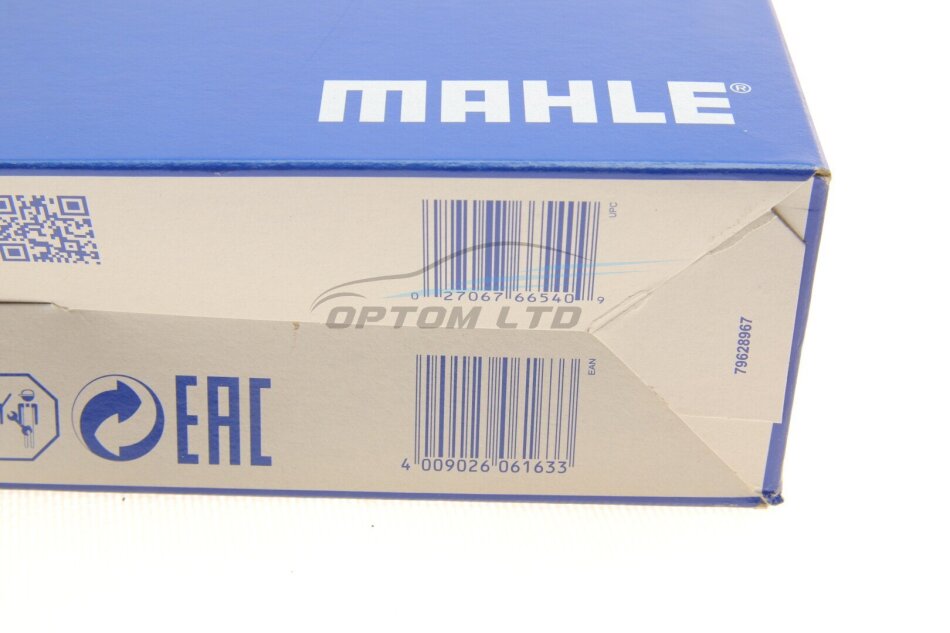 MAHLE®
UPC
0 27067 66540 9
OPTOM LTD
79628967
EAN
EAC
4 009026 061633